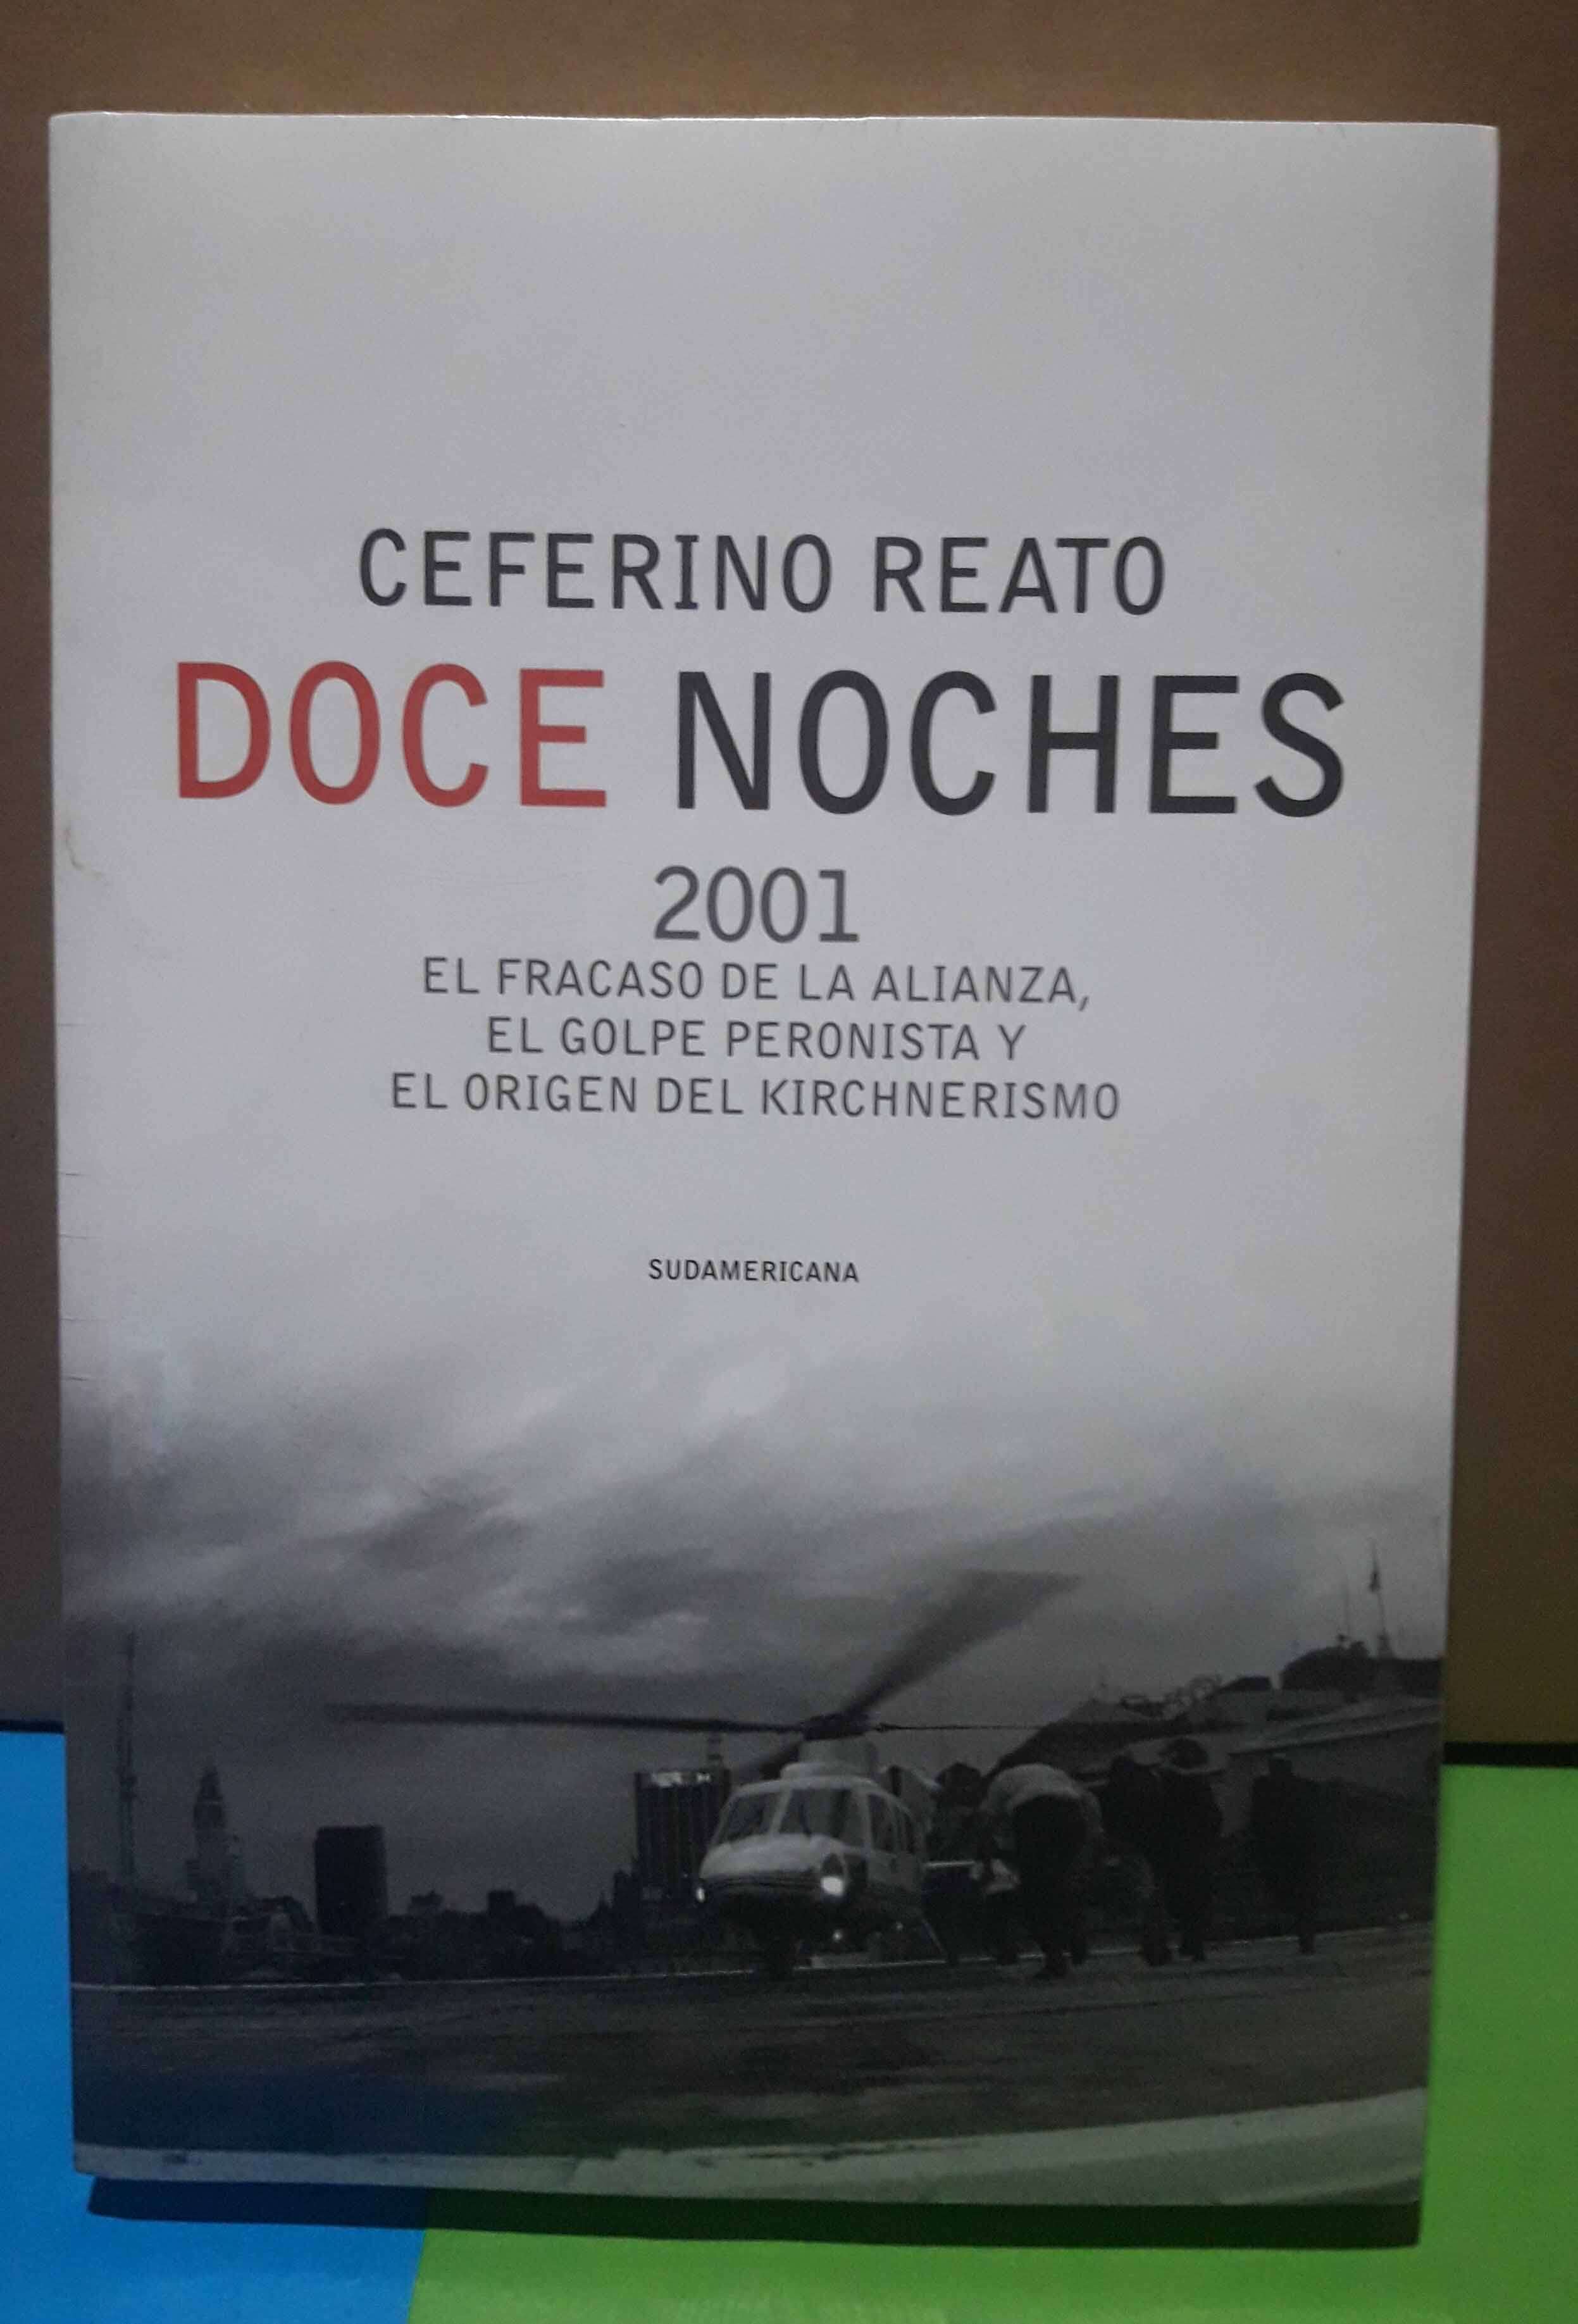 CEFERINO REATO
DOCE NOCHES
2001
EL FRACASO DE LA ALIANZA,
EL GOLPE PERONISTA Y
EL ORIGEN DEL KIRCHNERISMO
SUDAMERICANA